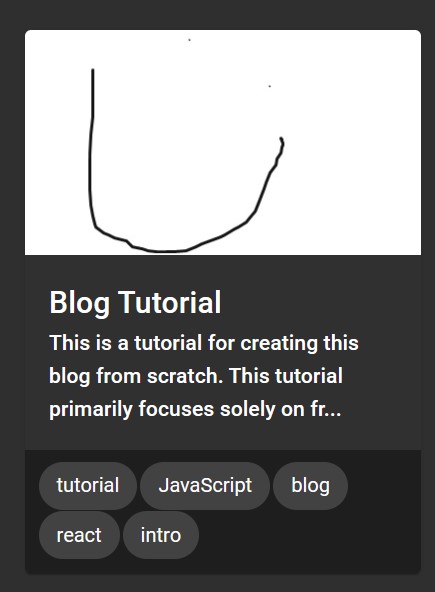 Blog Tutorial
This is a tutorial for creating this
blog from scratch. This tutorial
primarily focuses solely on fr...
tutorial JavaScript blog
react intro